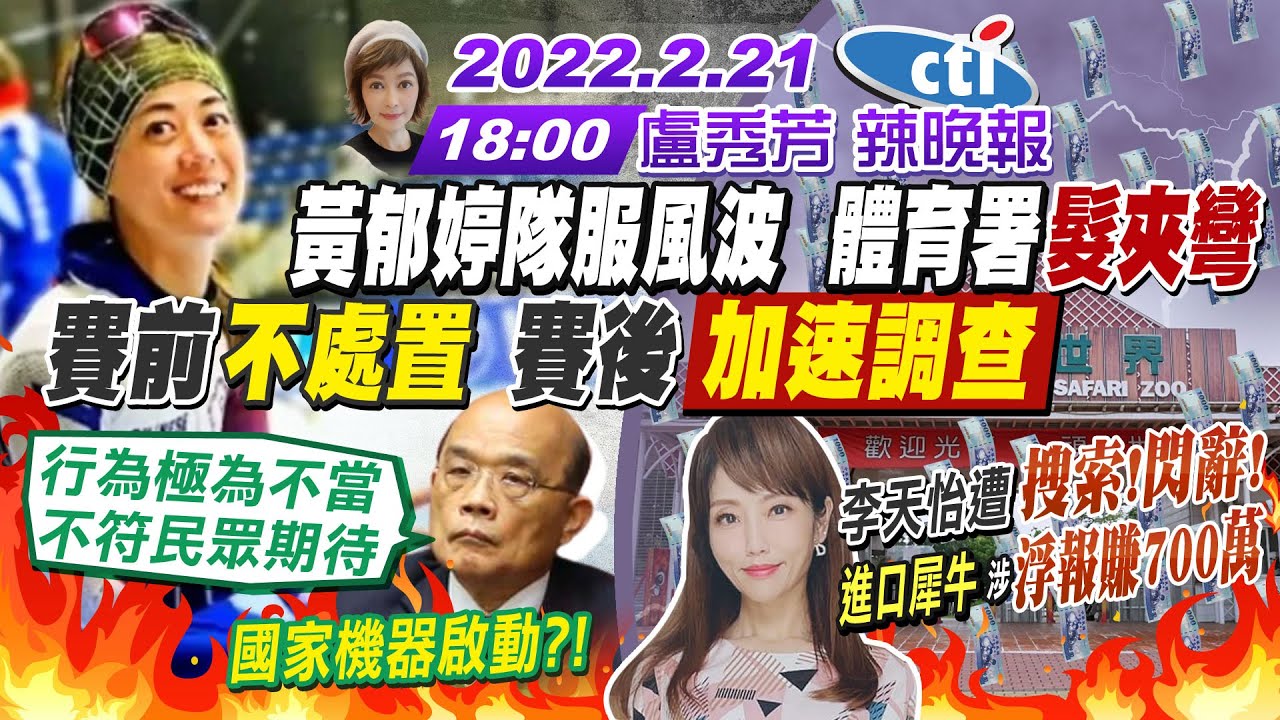 2022.2.21
cti
18:00 盧秀芳 辣晚報
黃郁婷隊服風波 體育署髮夾彎
賽前不處置 賽後加速調查
世界
SAFARI ZOO
歡迎光
行為極為不當
不符民眾期待
國家機器啟動?!
李天怡遭搜索!閃辭!
進口犀牛涉浮報賺700萬